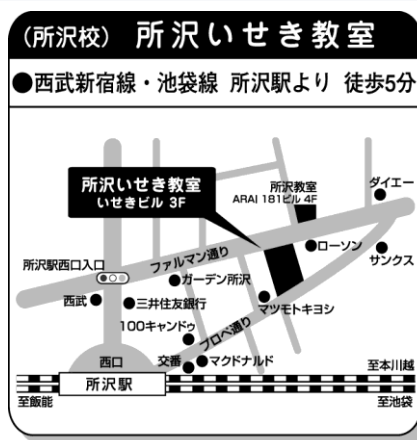 (所沢校) 所沢いせき教室
●西武新宿線・池袋線 所沢駅より 徒歩5分
所沢いせき教室
いせきビル 3F
所沢教室
ARAI 181ビル 4F
ダイエー
ローソン
サンクス
ファルマン通り
所沢駅西口入口
ガーデン所沢
西武
三井住友銀行
マツモトキヨシ
100キャンドゥ
プロペ通り
西口
交番
マクドナルド
至本川越
所沢駅
至飯能
至池袋